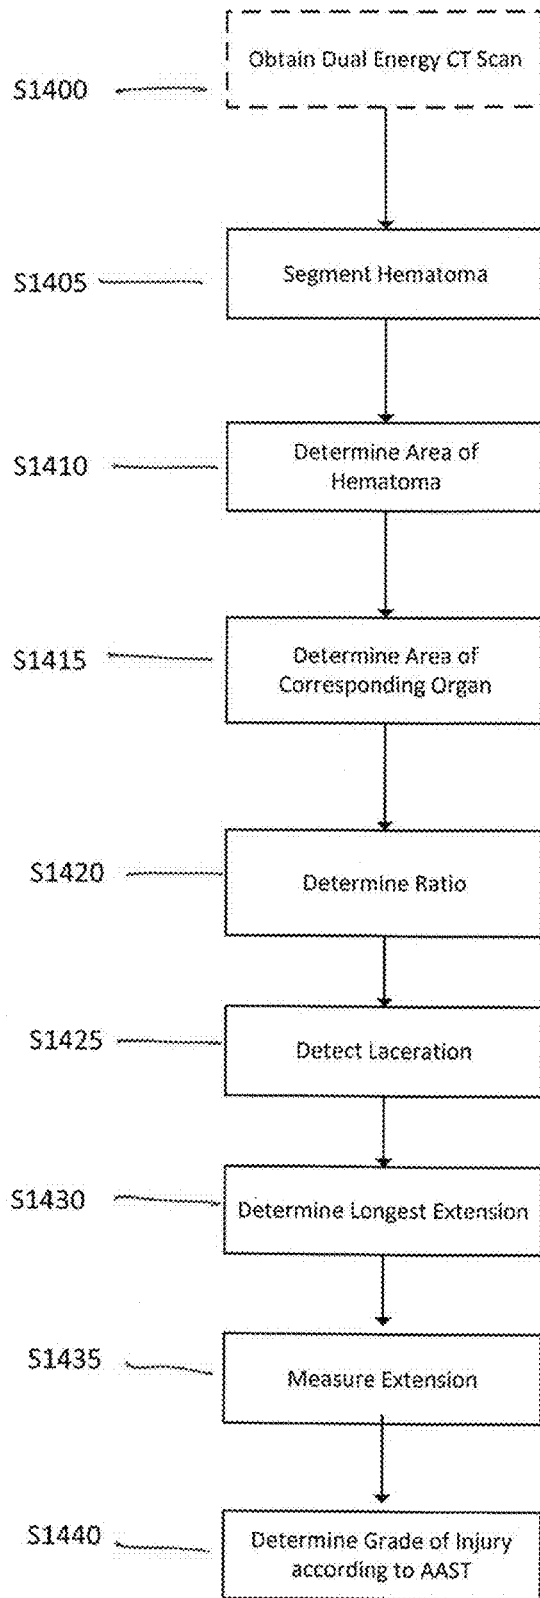 S1400
Obtain Dual Energy CT Scan
S1405
Segment Hematoma
S1410
Determine Area of
Hematoma
S1415
Determine Area of
Corresponding Organ
S1420
Determine Ratio
S1425
Detect Laceration
S1430
Determine Longest Extension
S1435
Measure Extension
S1440
Determine Grade of Injury
according to AAST